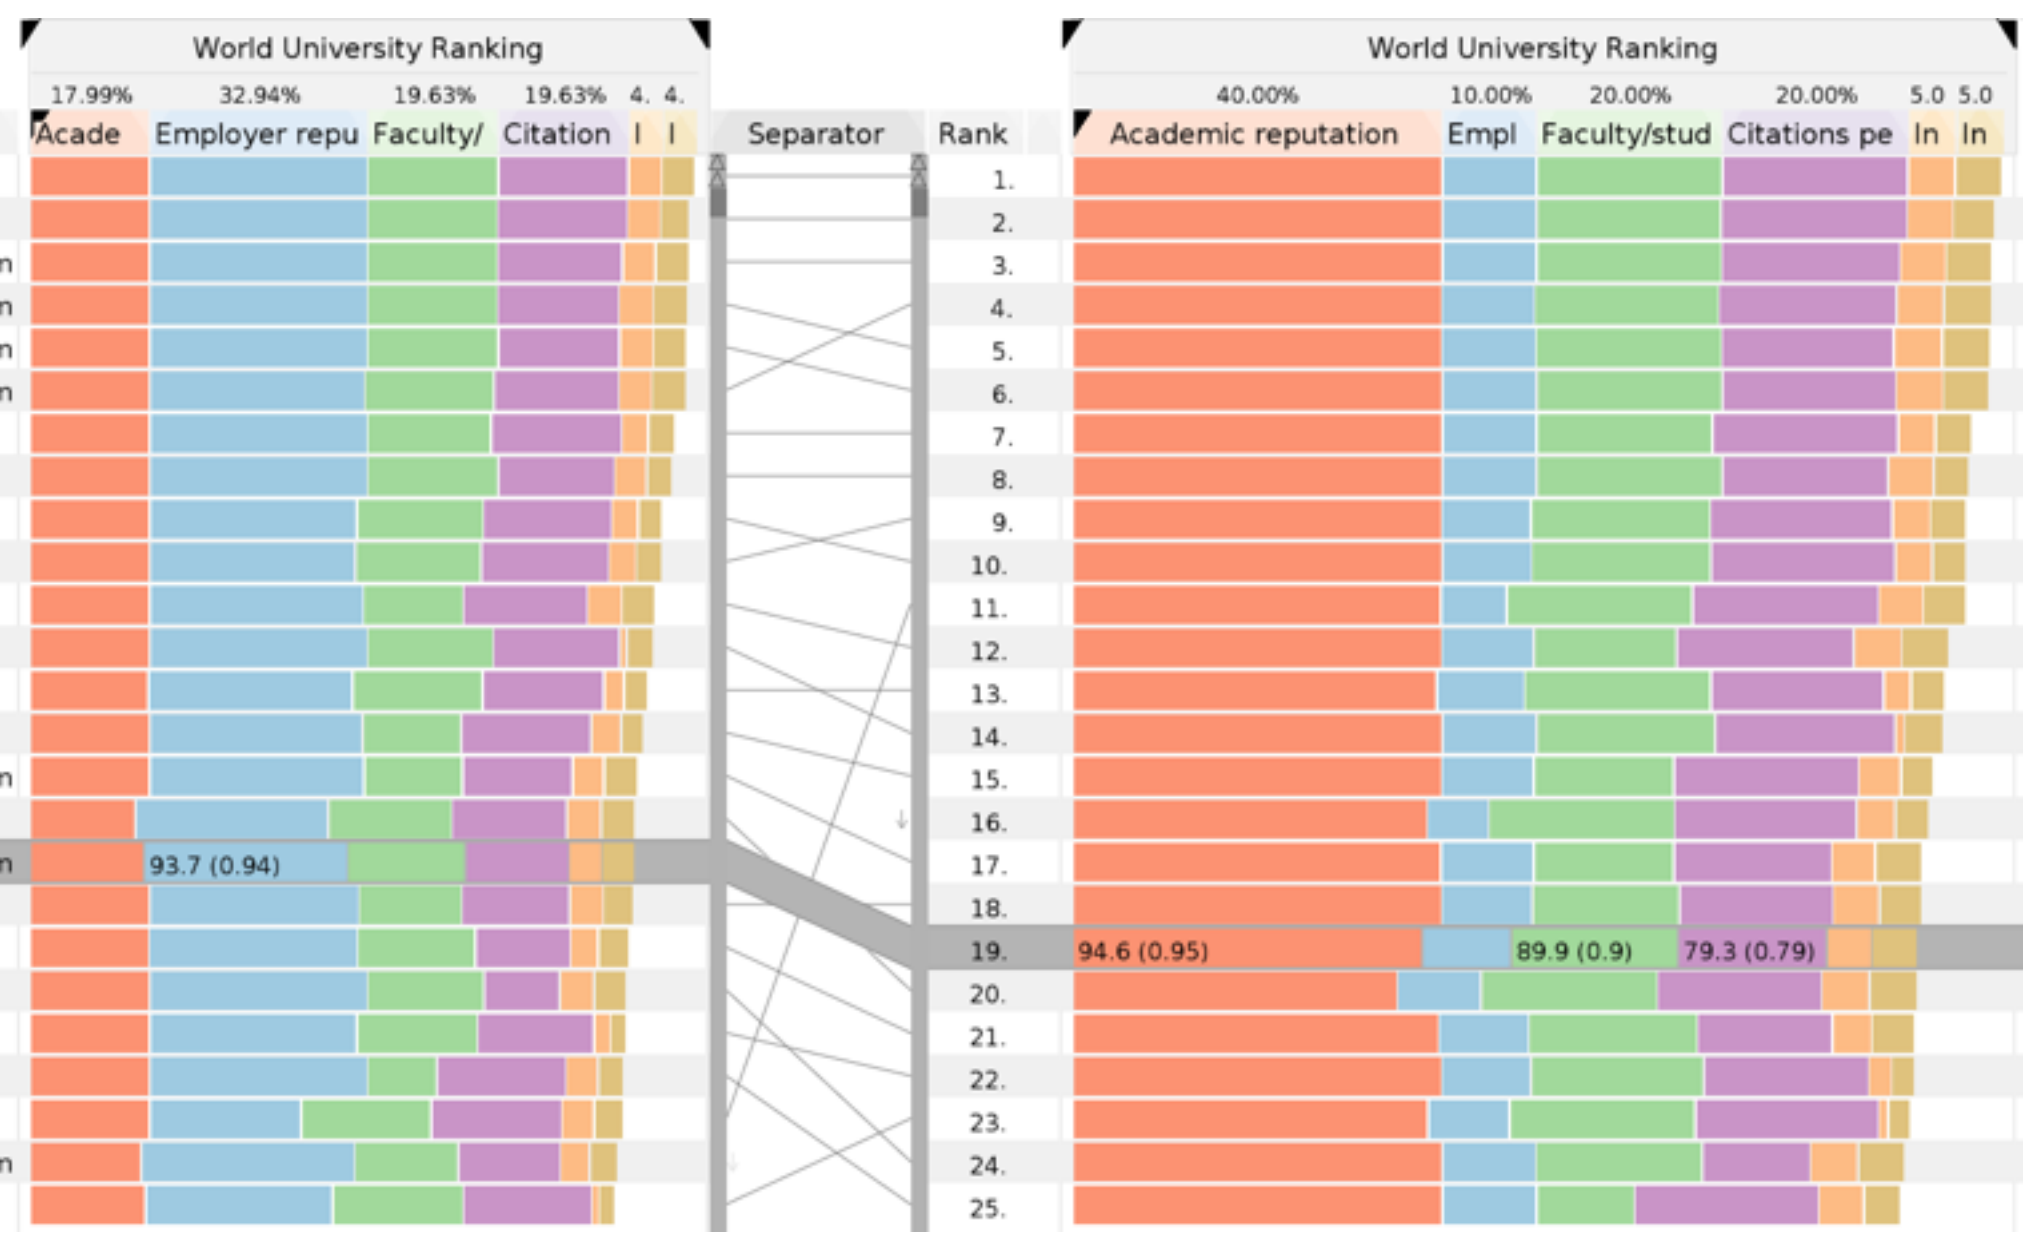 World University Ranking World University Ranking
17.99% 32.94% 19.63% 19.63% 4. 4. 40.00% 10.00% 20.00% 20.00% 5.0 5.0
Acade Employer repu Faculty/ Citation I I Separator Rank Academic reputation Empl Faculty/stud Citations pe In In
1.
2.
n 3.
n 4.
n 5.
n 6.
7.
8.
9.
10.
11.
12.
13.
14.
n 15.
16.
n 93.7 (0.94) 17.
18.
19. 94.6 (0.95) 89.9 (0.9) 79.3 (0.79)
20.
21.
22.
23.
n 24.
25.